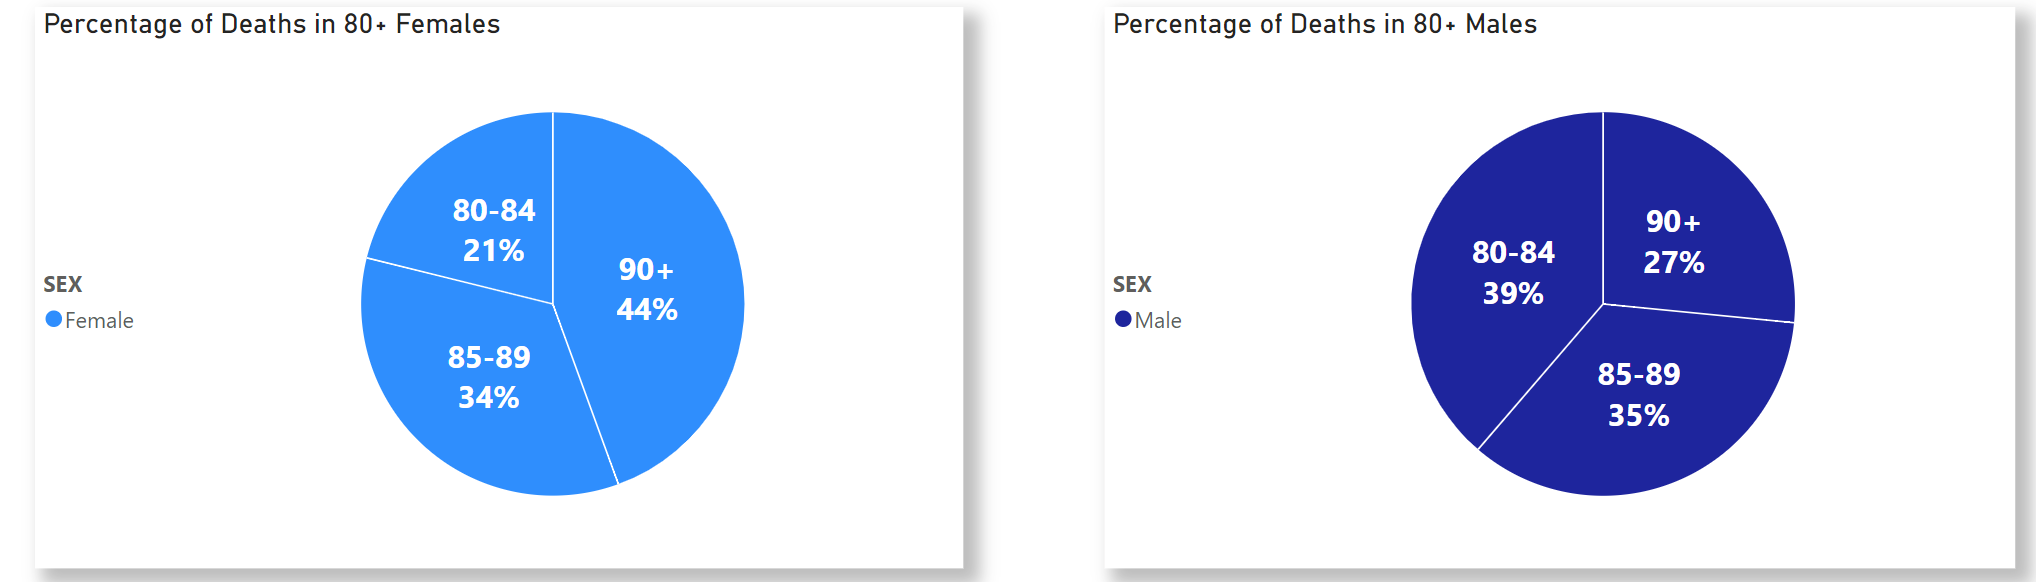 Percentage of Deaths in 80+ Females
80-84
21%
90+
44%
85-89
34%
SEX
Female
Percentage of Deaths in 80+ Males
90+
27%
80-84
39%
85-89
35%
SEX
Male